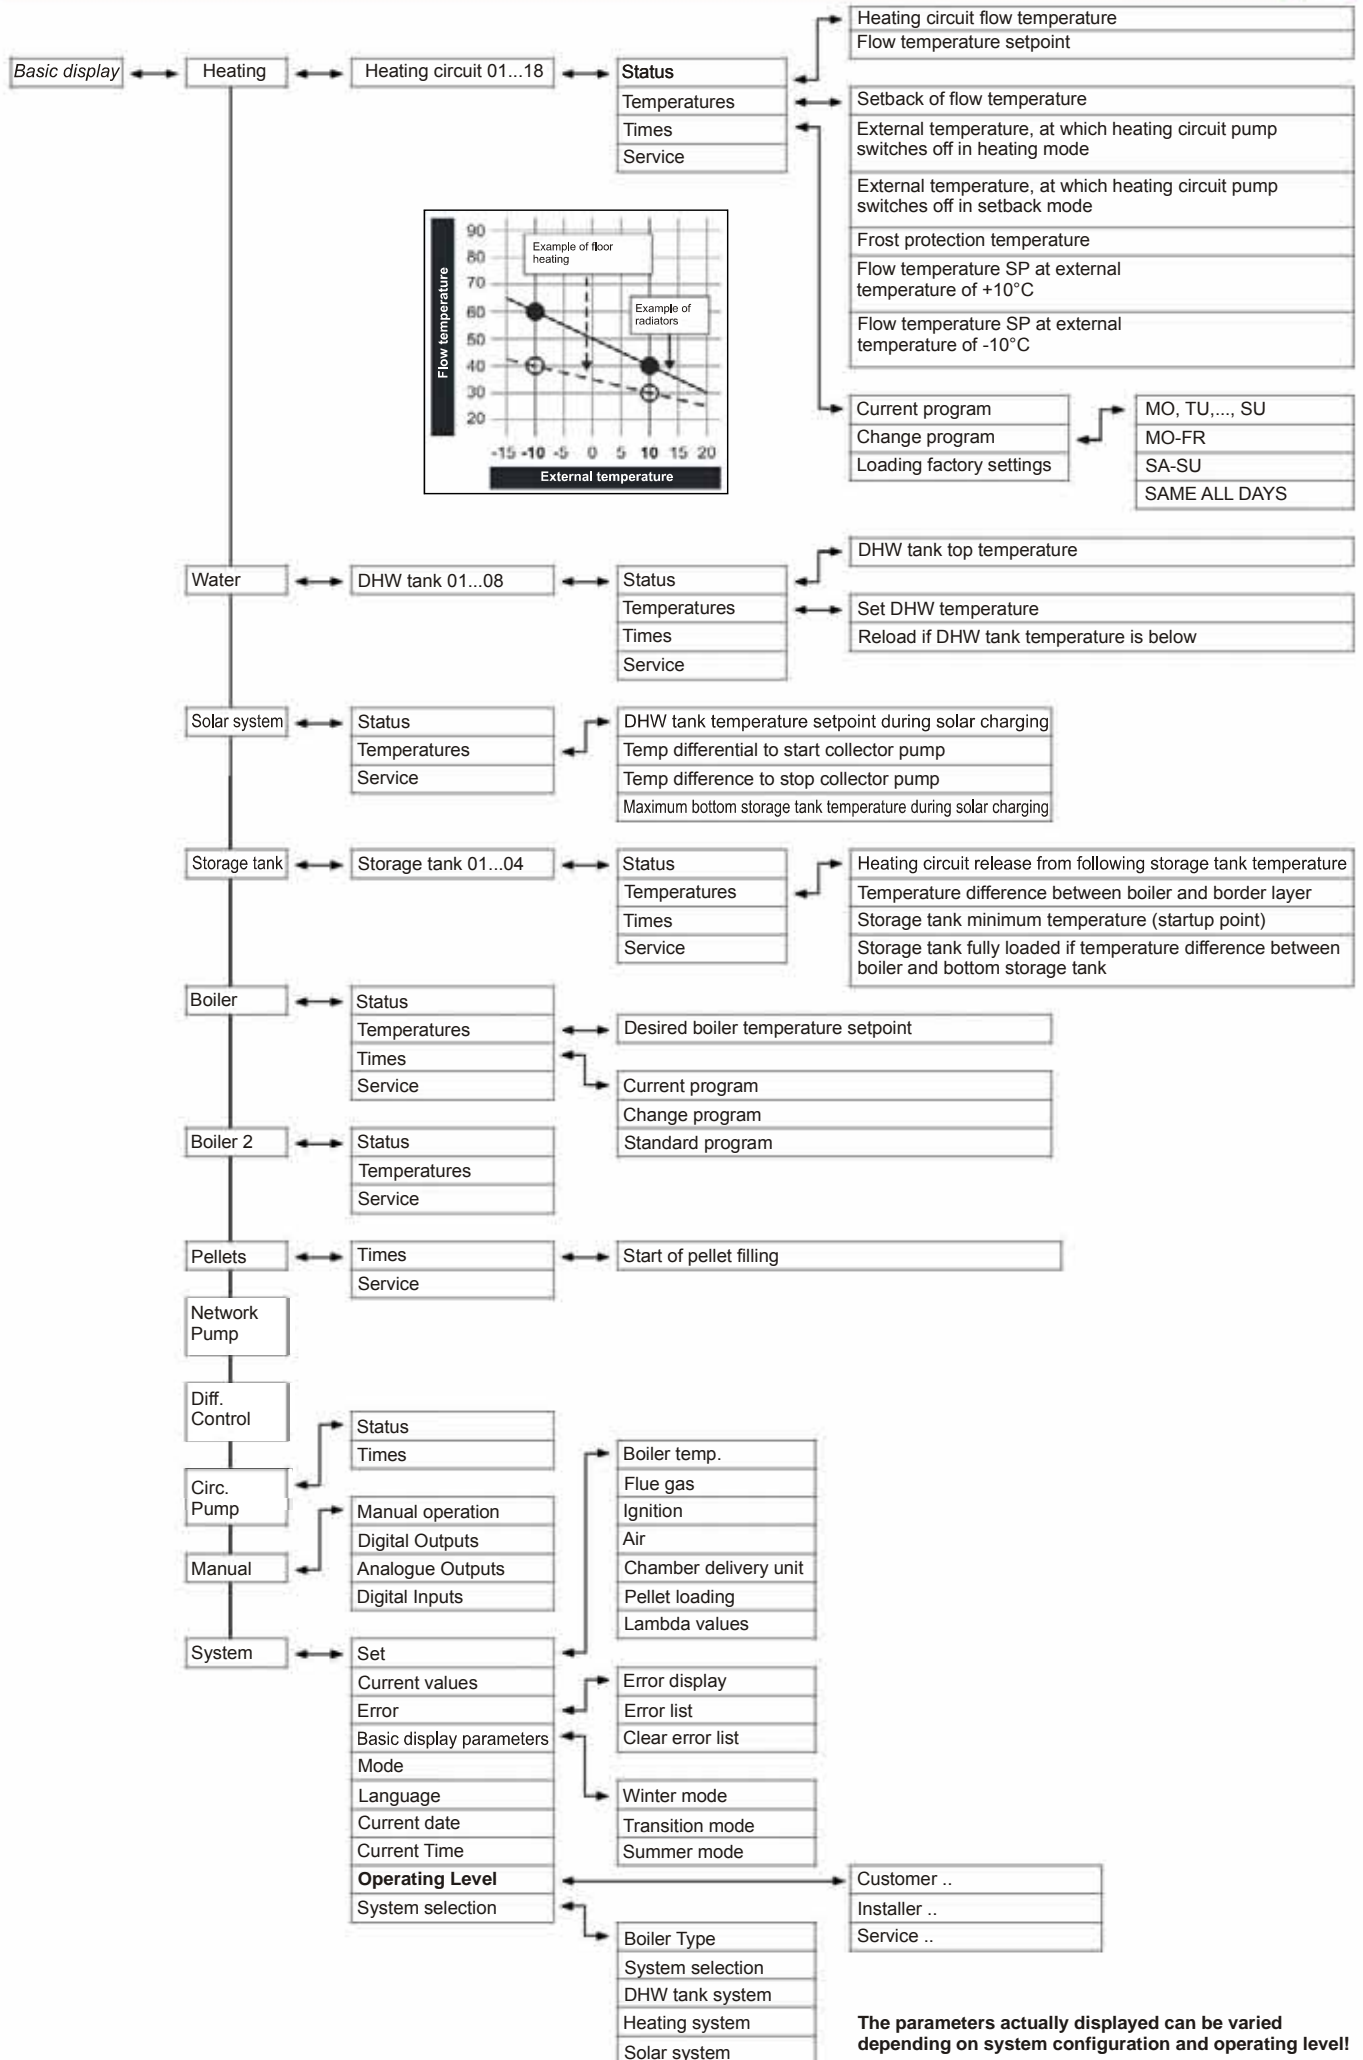 Heating circuit flow temperature
Flow temperature setpoint
Basic display
Heating
Heating circuit 01...18
Status
Temperatures
Times
Service
Setback of flow temperature
External temperature, at which heating circuit pump
switches off in heating mode
External temperature, at which heating circuit pump
switches off in setback mode
Frost protection temperature
Flow temperature SP at external
temperature of +10°C
Flow temperature SP at external
temperature of -10°C
Flow temperature
90
80
70
60
50
40
30
20
Example of floor
heating
Example of
radiators
-15 -10 -5 0 5 10 15 20
External temperature
Current program
Change program
Loading factory settings
MO, TU,..., SU
MO-FR
SA-SU
SAME ALL DAYS
Water
DHW tank 01...08
Status
Temperatures
Times
Service
DHW tank top temperature
Set DHW temperature
Reload if DHW tank temperature is below
Solar system
Status
Temperatures
Service
DHW tank temperature setpoint during solar charging
Temp differential to start collector pump
Temp difference to stop collector pump
Maximum bottom storage tank temperature during solar charging
Storage tank
Storage tank 01...04
Status
Temperatures
Times
Service
Heating circuit release from following storage tank temperature
Temperature difference between boiler and border layer
Storage tank minimum temperature (startup point)
Storage tank fully loaded if temperature difference between
boiler and bottom storage tank
Boiler
Status
Temperatures
Times
Service
Desired boiler temperature setpoint
Current program
Change program
Standard program
Boiler 2
Status
Temperatures
Service
Pellets
Times
Service
Start of pellet filling
Network
Pump
Diff.
Control
Circ.
Pump
Status
Times
Manual
Manual operation
Digital Outputs
Analogue Outputs
Digital Inputs
System
Set
Current values
Error
Basic display parameters
Mode
Language
Current date
Current Time
Operating Level
System selection
Boiler temp.
Flue gas
Ignition
Air
Chamber delivery unit
Pellet loading
Lambda values
Error display
Error list
Clear error list
Winter mode
Transition mode
Summer mode
Customer ..
Installer ..
Service ..
Boiler Type
System selection
DHW tank system
Heating system
Solar system
The parameters actually displayed can be varied
depending on system configuration and operating level!